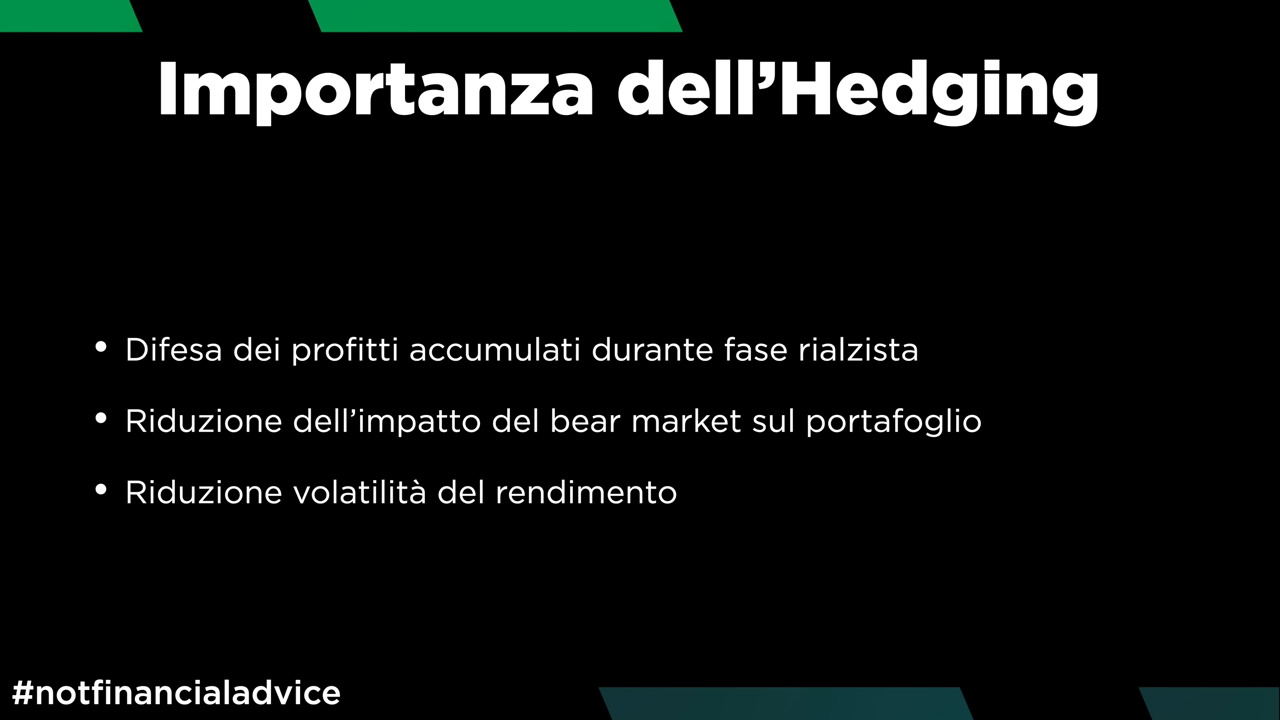 Importanza dell’Hedging
• Difesa dei profitti accumulati durante fase rialzista
• Riduzione dell’impatto del bear market sul portafoglio
• Riduzione volatilità del rendimento
#notfinancialadvice